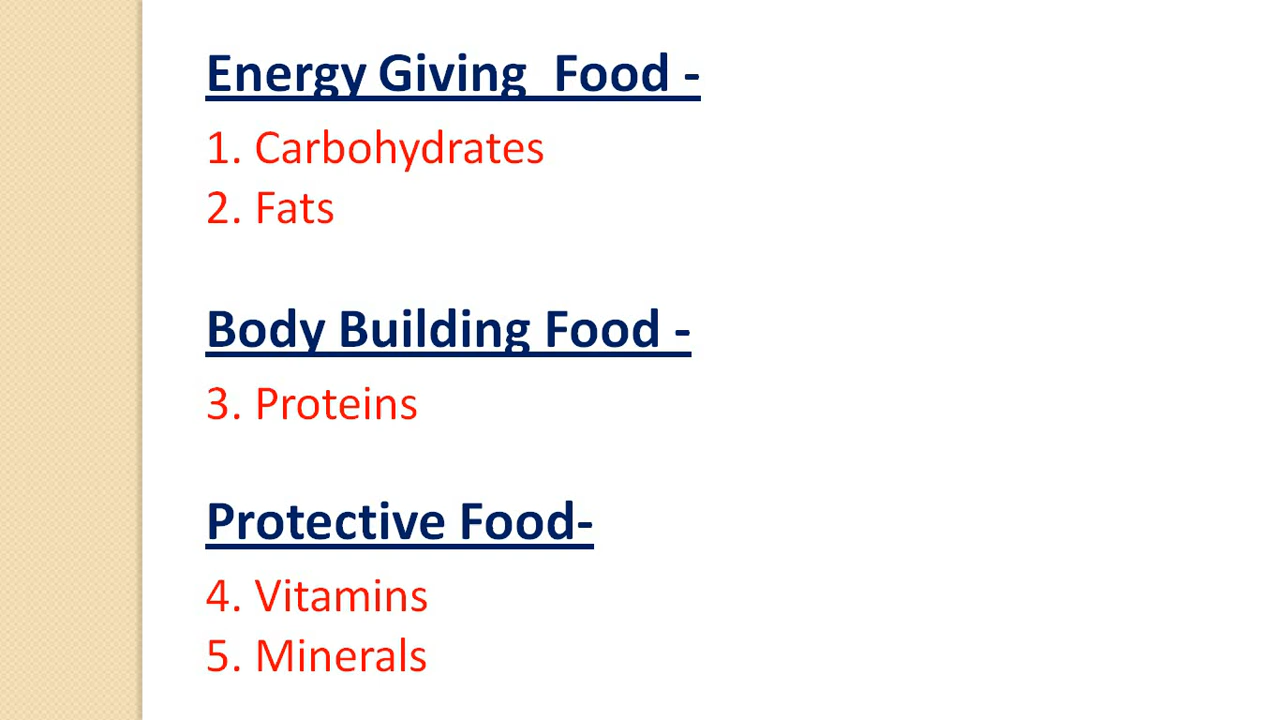 Energy Giving  Food -
1. Carbohydrates
2. Fats
Body Building Food -
3. Proteins
Protective Food-
4. Vitamins
5. Minerals